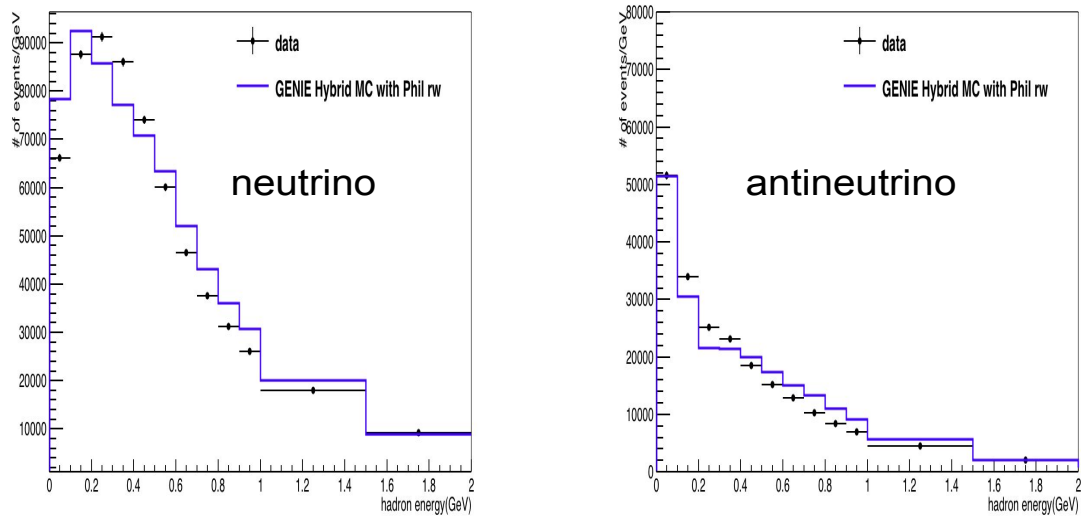 # of events/GeV
90000
80000
70000
60000
50000
40000
30000
20000
10000
0 0.2 0.4 0.6 0.8 1 1.2 1.4 1.6 1.8 2
hadron energy(GeV)
data
GENIE Hybrid MC with Phil rw
neutrino
# of events/GeV
80000
70000
60000
50000
40000
30000
20000
10000
0
0 0.2 0.4 0.6 0.8 1 1.2 1.4 1.6 1.8 2
hadron energy(GeV)
data
GENIE Hybrid MC with Phil rw
antineutrino